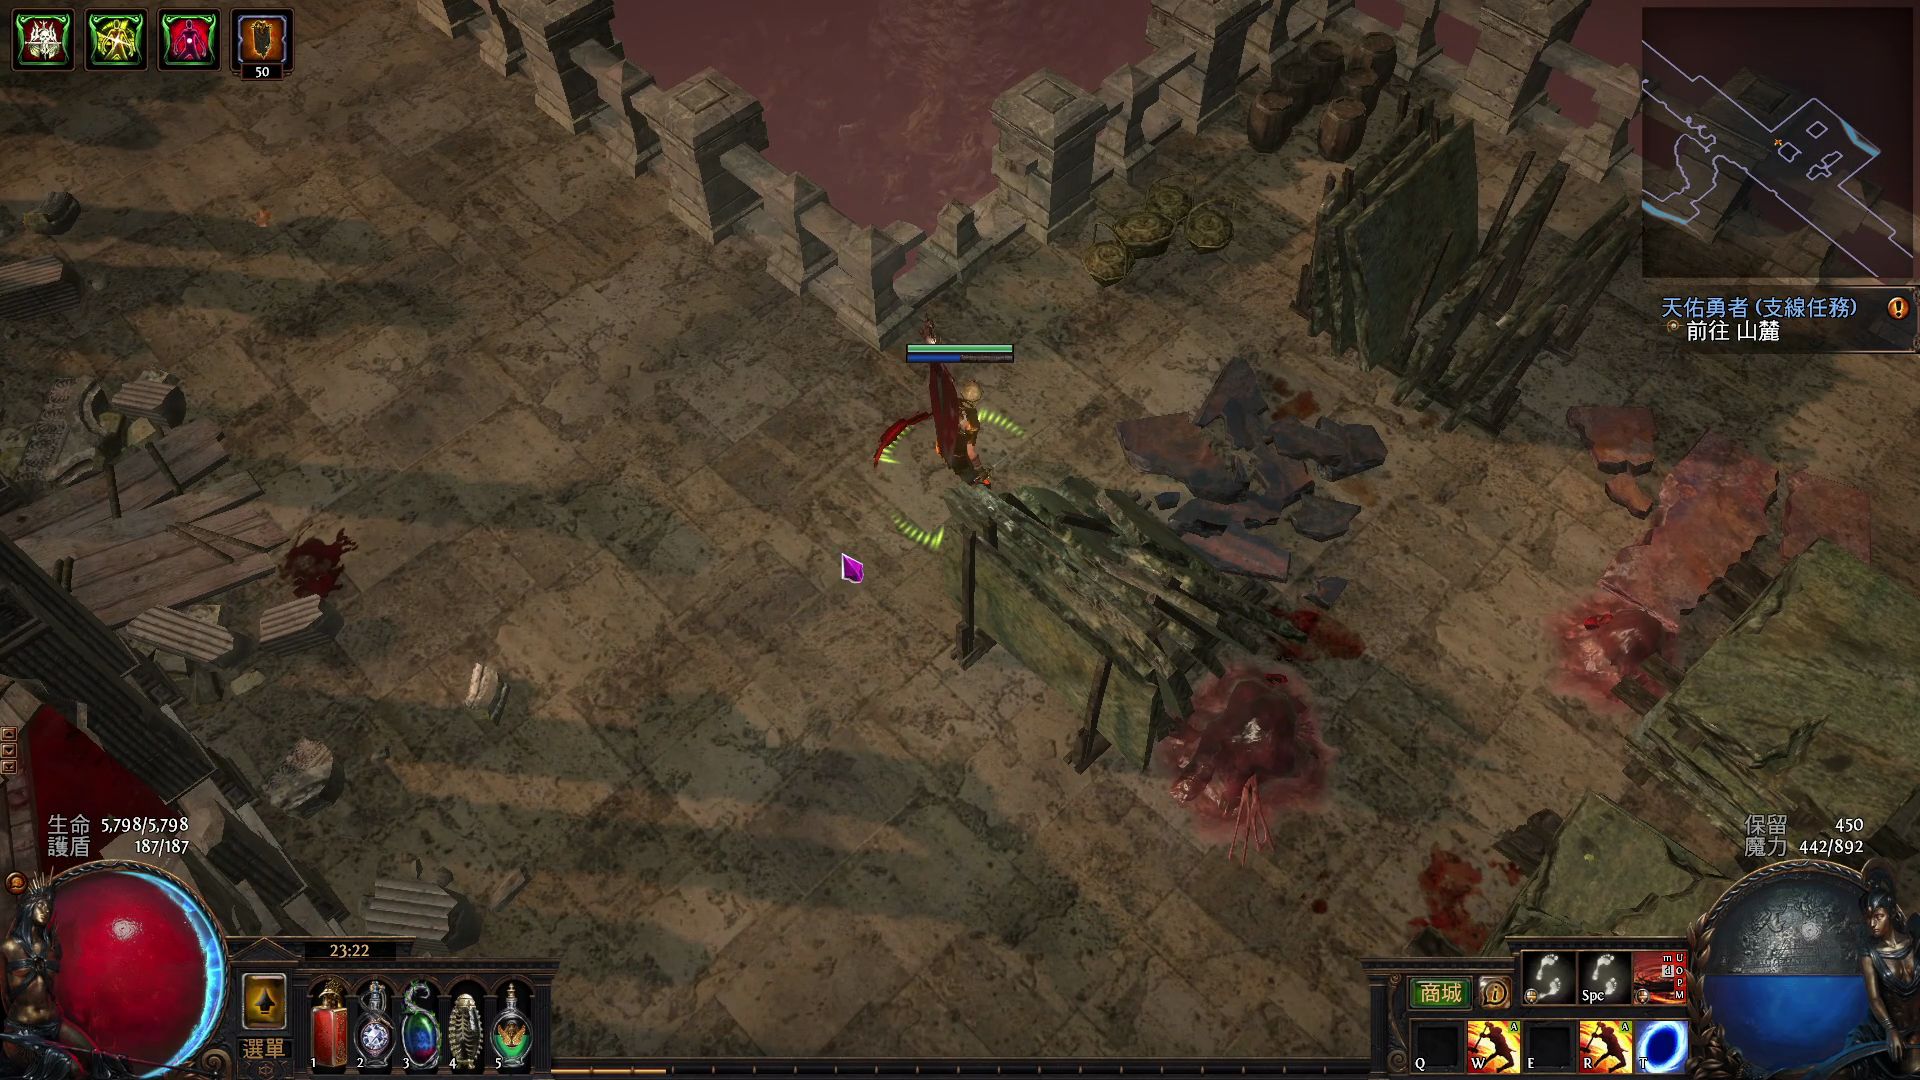 50
天佑勇者 (支線任務)
前往 山麓
生命 5,798/5,798
護盾 187/187
保留 450
魔力 442/892
23:22
商城
Spc
m U
d O
P
M
選單
1 2 3 4 5
Q W A E R A T